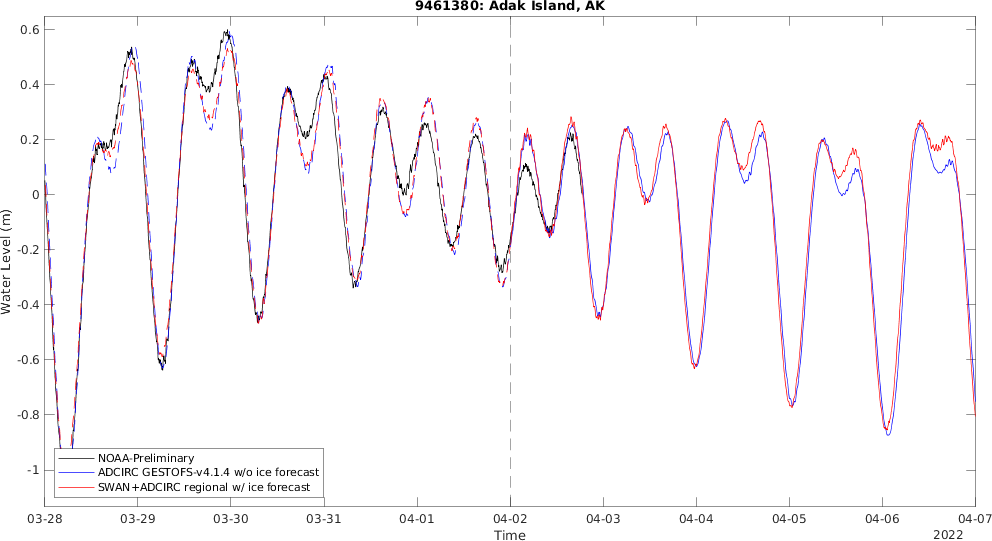 9461380: Adak Island, AK
Water Level (m)
0.6
0.4
0.2
0
-0.2
-0.4
-0.6
-0.8
-1
NOAA-Preliminary
ADCIRC GESTOFS-v4.1.4 w/o ice forecast
SWAN+ADCIRC regional w/ ice forecast
03-28 03-29 03-30 03-31 04-01 04-02 04-03 04-04 04-05 04-06 04-07
Time
2022